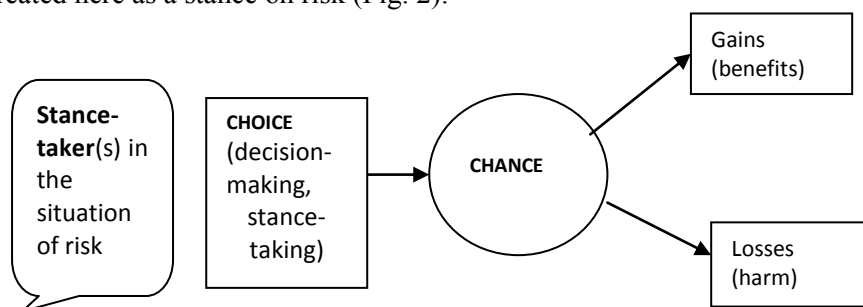 reated here as a stance on risk (Fig. 2).
Stance-
taker(s) in
the
situation
of risk
CHOICE
(decision-
making,
stance-
taking)
CHANCE
Gains
(benefits)
Losses
(harm)